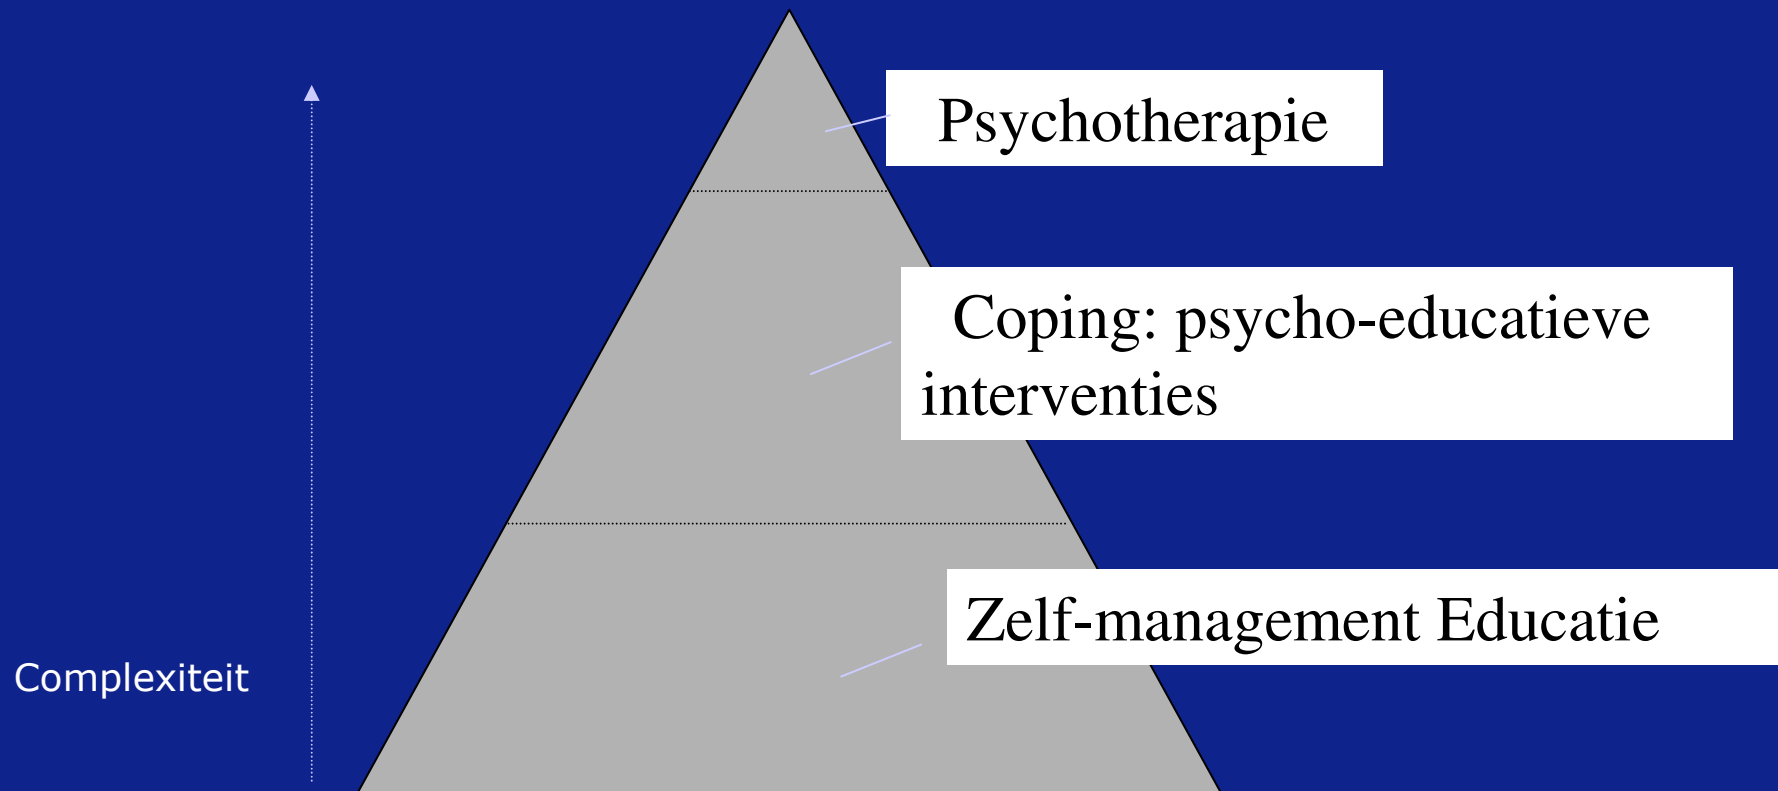 Psychotherapie
Coping: psycho-educatieve
interventies
Zelf-management Educatie
Complexiteit